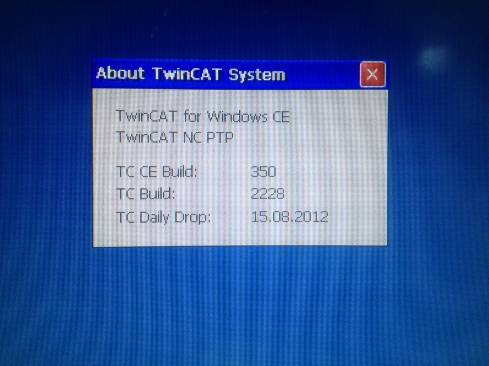 About TwinCAT System
TwinCAT for Windows CE
TwinCAT NC PTP
TC CE Build: 350
TC Build: 2228
TC Daily Drop: 15.08.2012